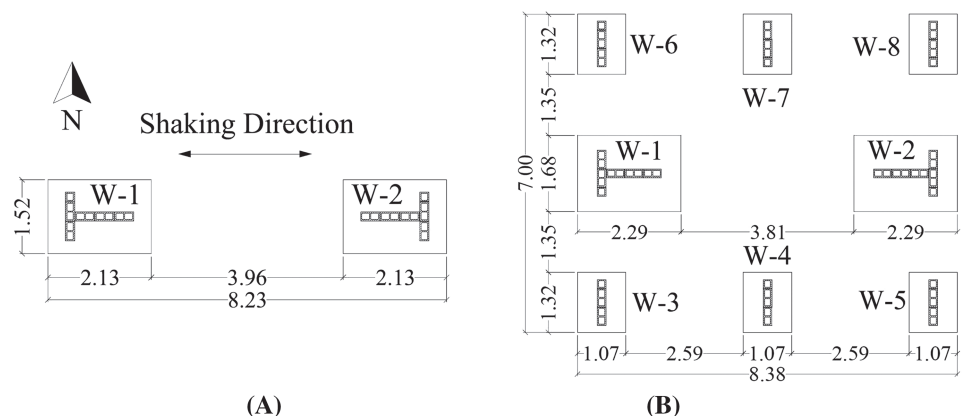 N
Shaking Direction
W-1
W-2
1.52
2.13
3.96
2.13
8.23
(A)
W-6
W-7
W-8
1.32
1.35
7.00
1.68
W-1
W-2
2.29
3.81
2.29
1.35
W-4
1.32
W-3
W-5
1.07
2.59
1.07
2.59
1.07
8.38
(B)